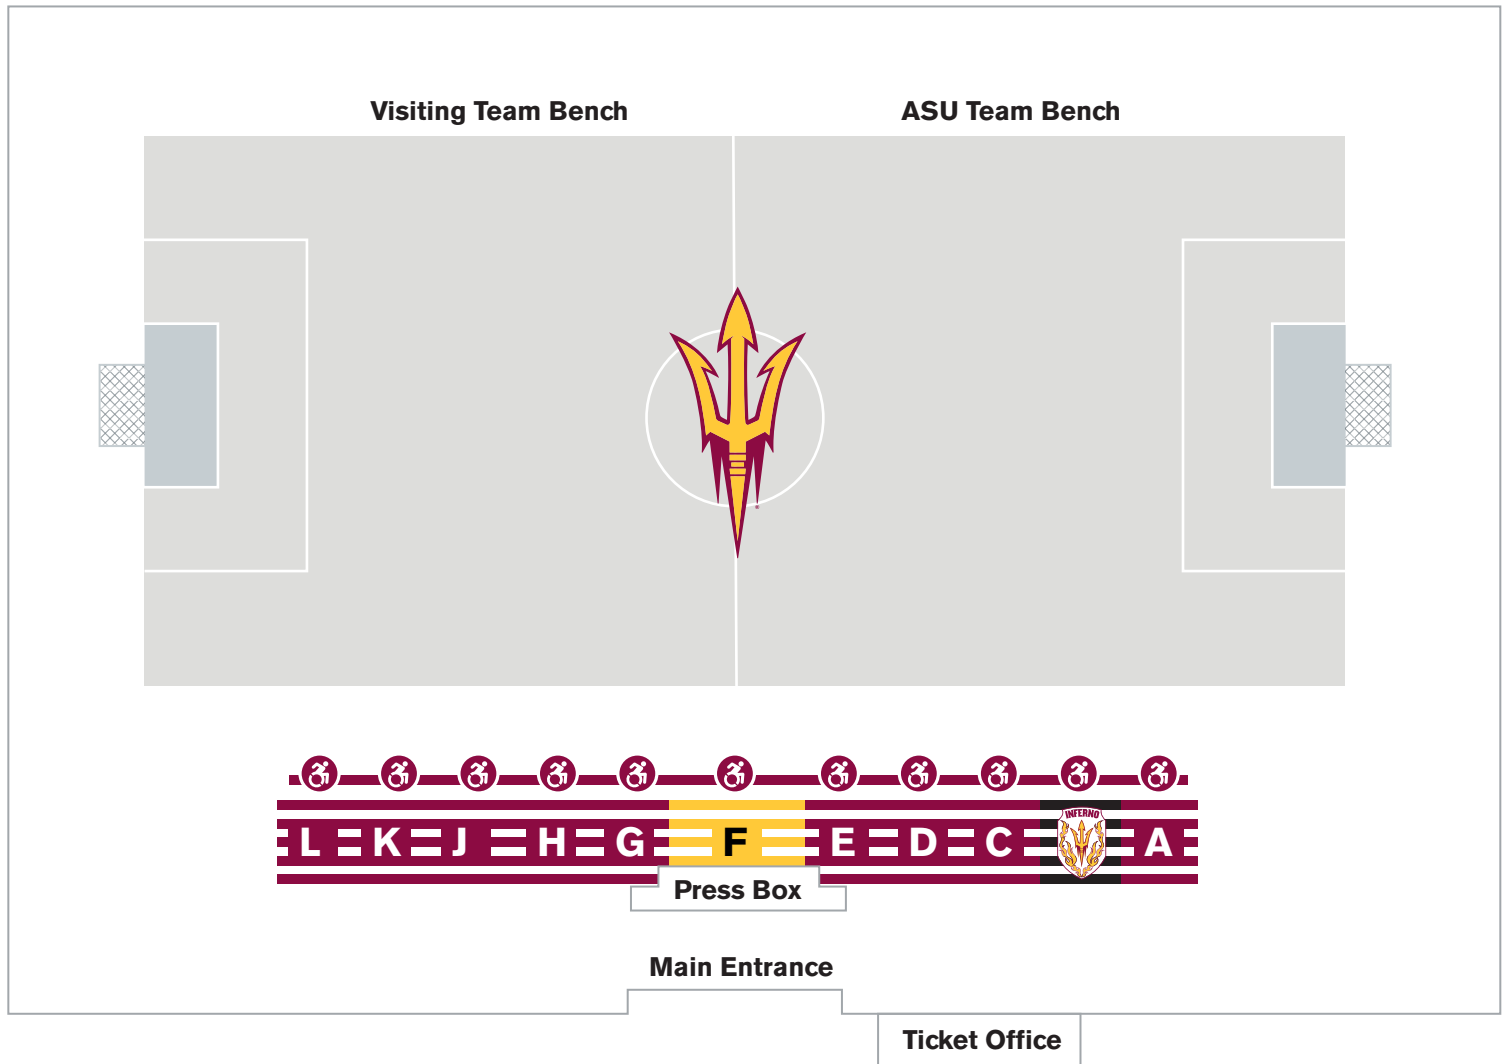 Visiting Team Bench
ASU Team Bench
L K J H G F E D C INFERNO A
Press Box
Main Entrance
Ticket Office